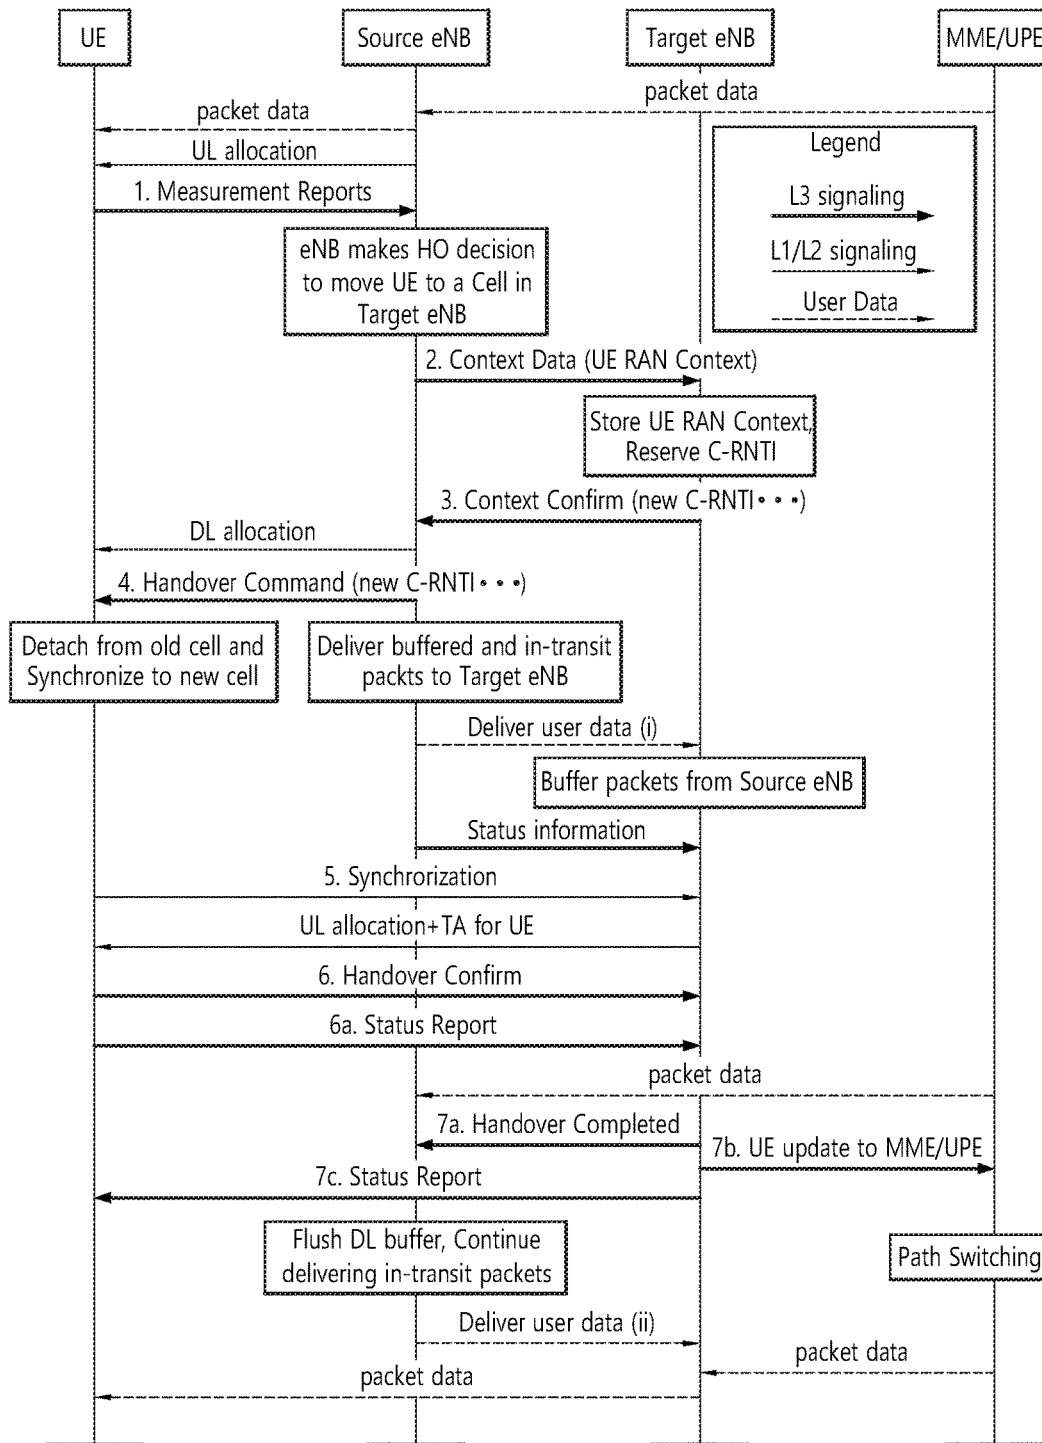 UE
Source eNB
Target eNB
MME/UPE
packet data
packet data
UL allocation
1. Measurement Reports
Legend
L3 signaling
L1/L2 signaling
User Data
eNB makes HO decision
to move UE to a Cell in
Target eNB
2. Context Data (UE RAN Context)
Store UE RAN Context,
Reserve C-RNTI
3. Context Confirm (new C-RNTI•••)
DL allocation
4. Handover Command (new C-RNTI•••)
Detach from old cell and
Synchronize to new cell
Deliver buffered and in-transit
packts to Target eNB
Deliver user data (i)
Buffer packets from Source eNB
Status information
5. Synchrorization
UL allocation+TA for UE
6. Handover Confirm
6a. Status Report
packet data
7a. Handover Completed
7b. UE update to MME/UPE
7c. Status Report
Flush DL buffer, Continue
delivering in-transit packets
Path Switching
Deliver user data (ii)
packet data
packet data